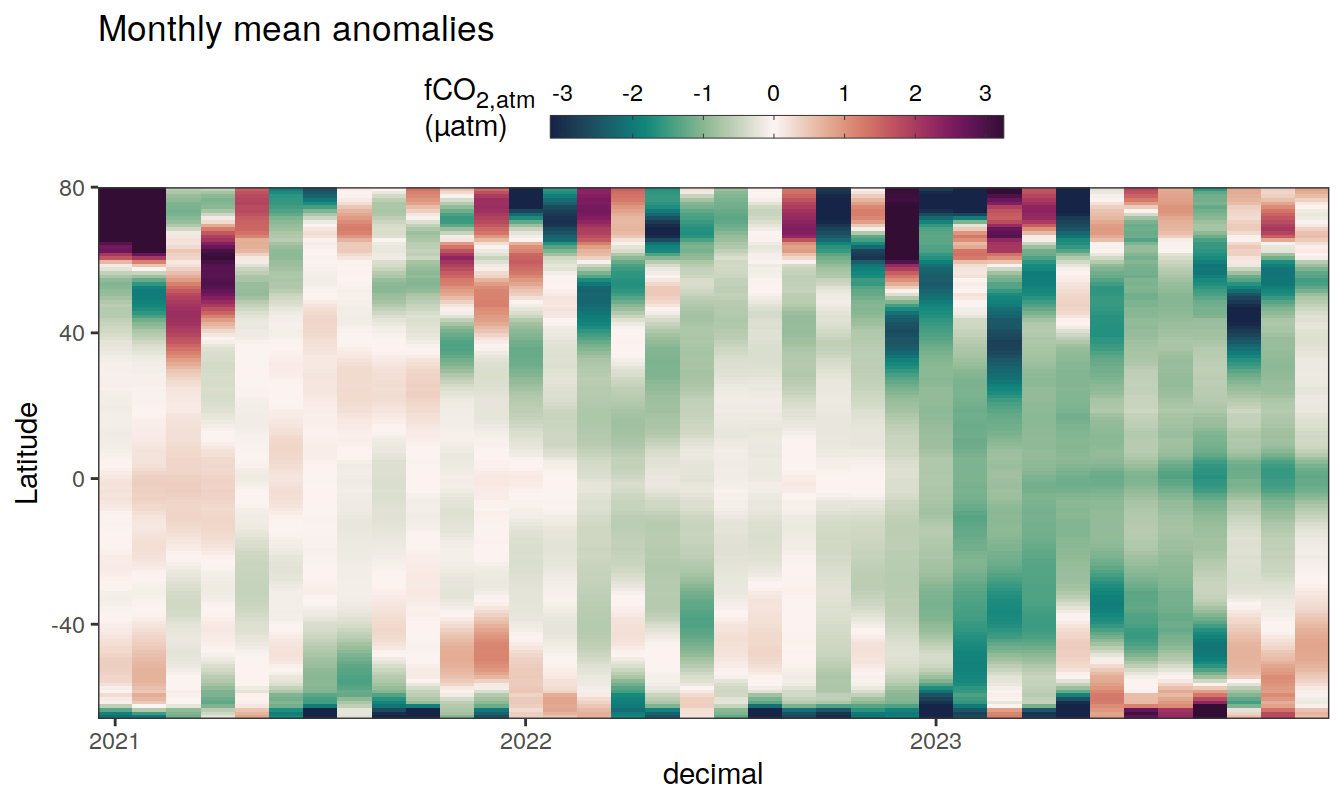 Monthly mean anomalies
fCO2,atm
(µatm)
-3 -2 -1 0 1 2 3
80
40
0
-40
Latitude
2021 2022 2023
decimal